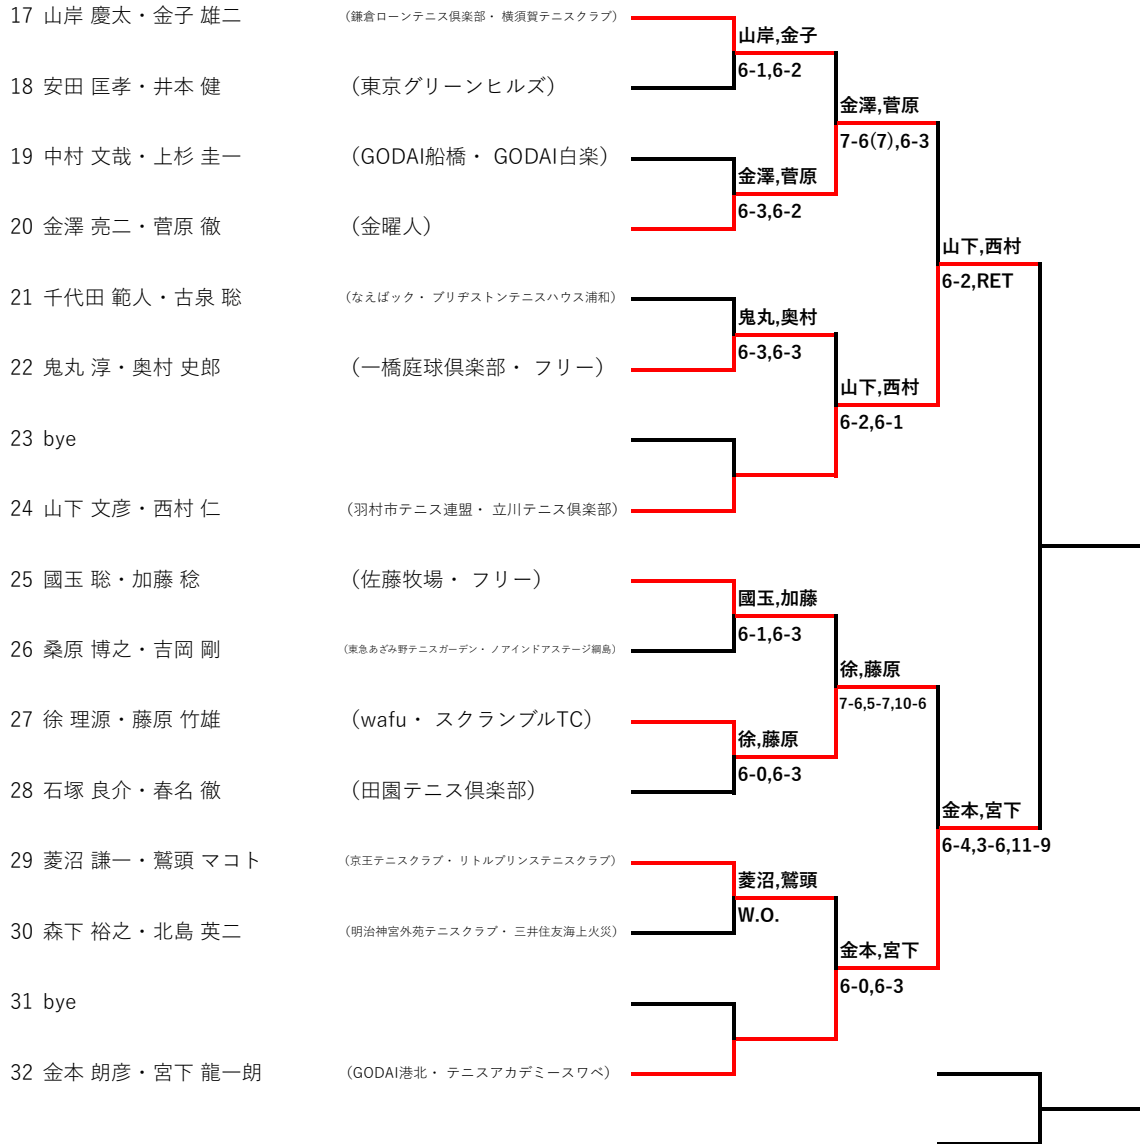 17 山岸 慶太・金子 雄二 （鎌倉ローンテニス倶楽部・ 横須賀テニスクラブ）
山岸,金子
6-1,6-2
18 安田 匡孝・井本 健 （東京グリーンヒルズ）
金澤,菅原
7-6(7),6-3
19 中村 文哉・上杉 圭一 （GODAI船橋・ GODAI白楽）
金澤,菅原
6-3,6-2
20 金澤 亮二・菅原 徹 （金曜人）
山下,西村
6-2,RET
21 千代田 範人・古泉 聡 （なえばック・ ブリヂストンテニスハウス浦和）
鬼丸,奥村
6-3,6-3
22 鬼丸 淳・奥村 史郎 （一橋庭球倶楽部・ フリー）
山下,西村
6-2,6-1
23 bye
24 山下 文彦・西村 仁 （羽村市テニス連盟・ 立川テニス倶楽部）
25 國玉 聡・加藤 稔 （佐藤牧場・ フリー）
國玉,加藤
6-1,6-3
26 桑原 博之・吉岡 剛 （東急あざみ野テニスガーデン・ ノアインドアステージ綱島）
徐,藤原
7-6,5-7,10-6
27 徐 理源・藤原 竹雄 （wafu・ スクランブルTC）
徐,藤原
6-0,6-3
28 石塚 良介・春名 徹 （田園テニス倶楽部）
金本,宮下
6-4,3-6,11-9
29 菱沼 謙一・鷲頭 マコト （京王テニスクラブ・ リトルプリンステニスクラブ）
菱沼,鷲頭
W.O.
30 森下 裕之・北島 英二 （明治神宮外苑テニスクラブ・ 三井住友海上火災）
金本,宮下
6-0,6-3
31 bye
32 金本 朗彦・宮下 龍一朗 （GODAI港北・ テニスアカデミースワベ）